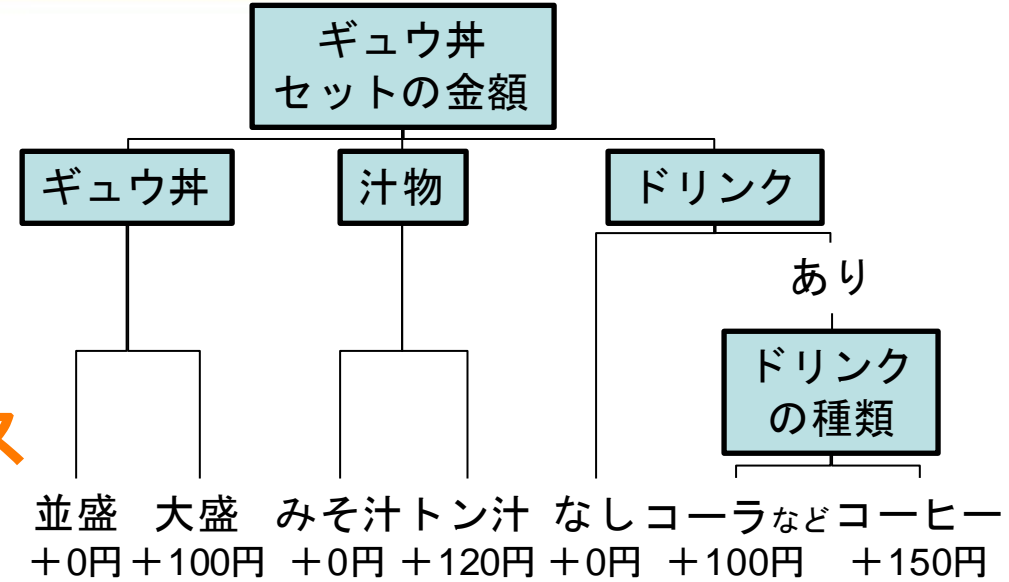 ギュウ丼
セットの金額
ギュウ丼
汁物
ドリンク
あり
ドリンク
の種類
並盛 大盛 みそ汁 トン汁 なし コーラなど コーヒー
＋0円 ＋100円 ＋0円 ＋120円 ＋0円 ＋100円 ＋150円